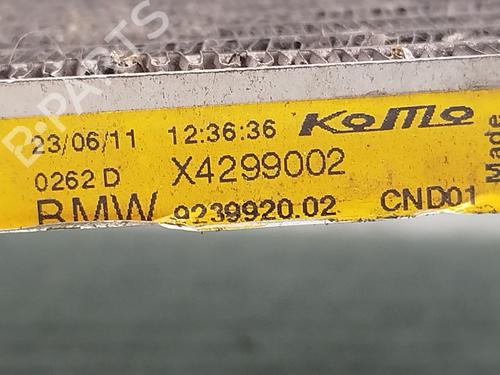 B-PARTS
23/06/11 12:36:36 KoMo
0262 D X4299002
BMW 9239920.02 CND01
Made